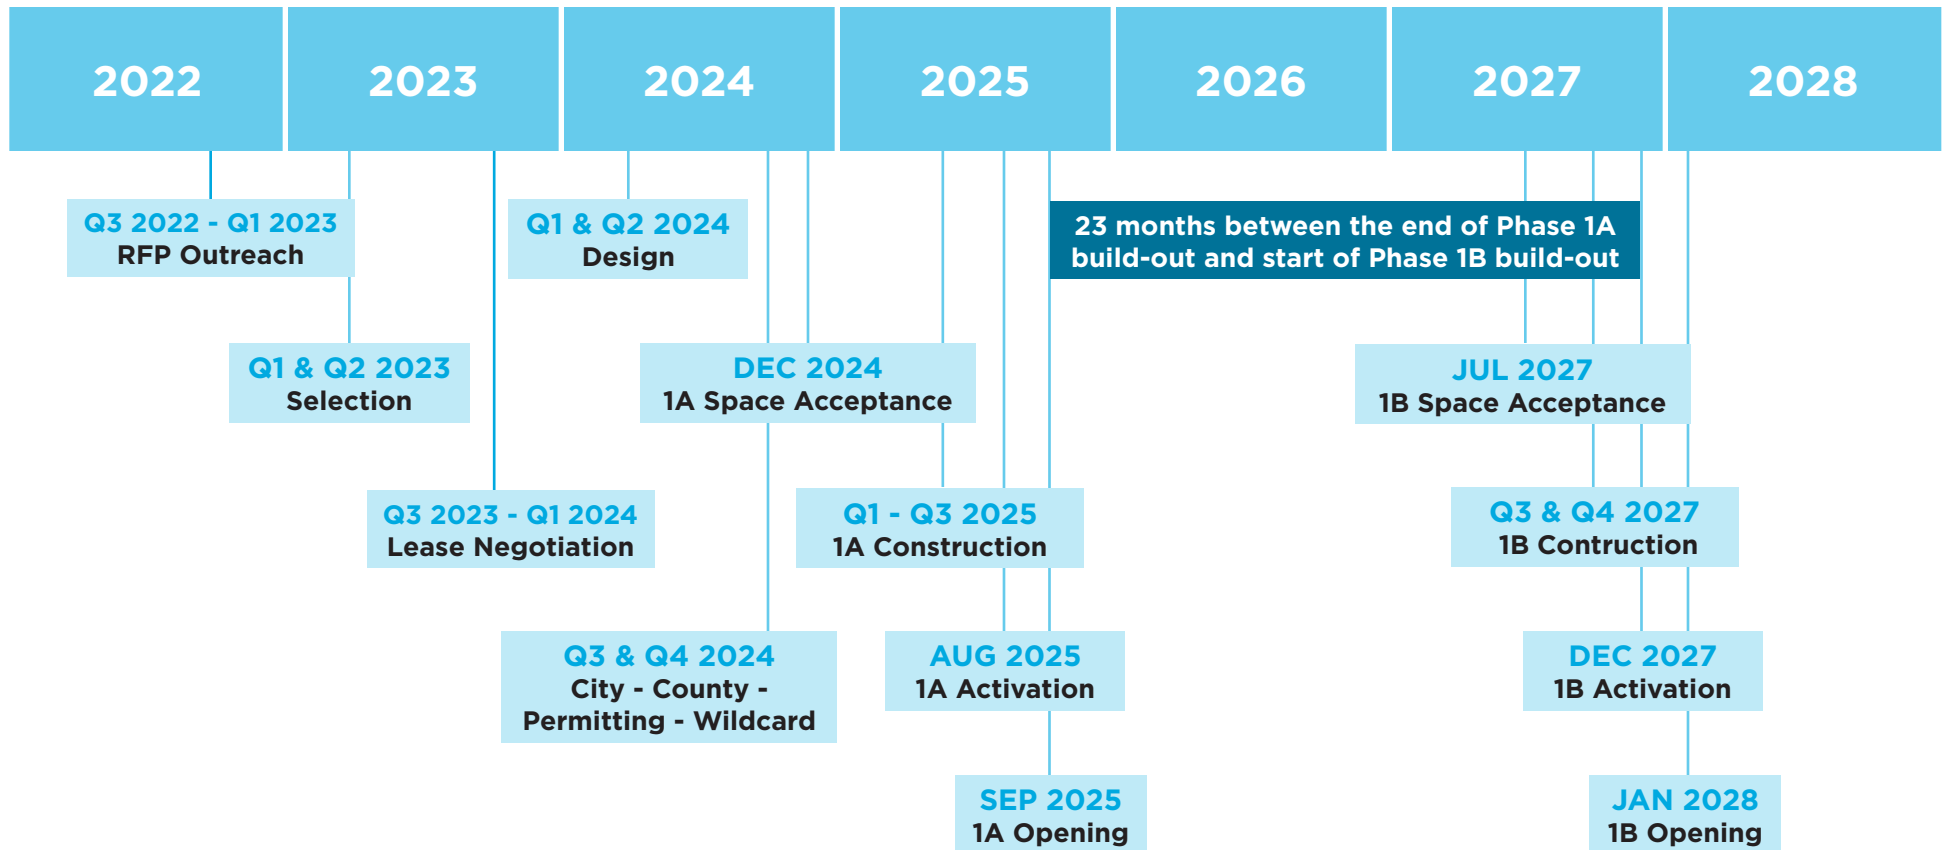 2022
2023
2024
2025
2026
2027
2028
Q3 2022 - Q1 2023
RFP Outreach
Q1 & Q2 2024
Design
23 months between the end of Phase 1A
build-out and start of Phase 1B build-out
Q1 & Q2 2023
Selection
DEC 2024
1A Space Acceptance
JUL 2027
1B Space Acceptance
Q3 2023 - Q1 2024
Lease Negotiation
Q1 - Q3 2025
1A Construction
Q3 & Q4 2027
1B Contruction
Q3 & Q4 2024
City - County -
Permitting - Wildcard
AUG 2025
1A Activation
DEC 2027
1B Activation
SEP 2025
1A Opening
JAN 2028
1B Opening